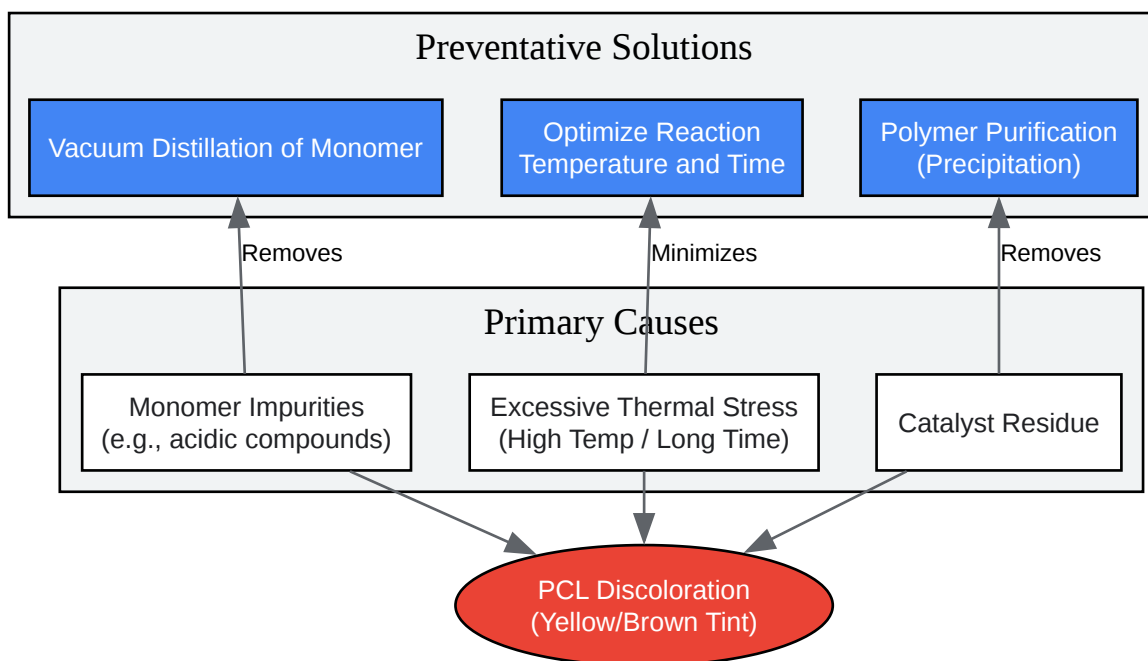 Preventative Solutions
Vacuum Distillation of Monomer
Optimize Reaction
Temperature and Time
Polymer Purification
(Precipitation)
Removes
Minimizes
Removes
Primary Causes
Monomer Impurities
(e.g., acidic compounds)
Excessive Thermal Stress
(High Temp / Long Time)
Catalyst Residue
PCL Discoloration
(Yellow/Brown Tint)